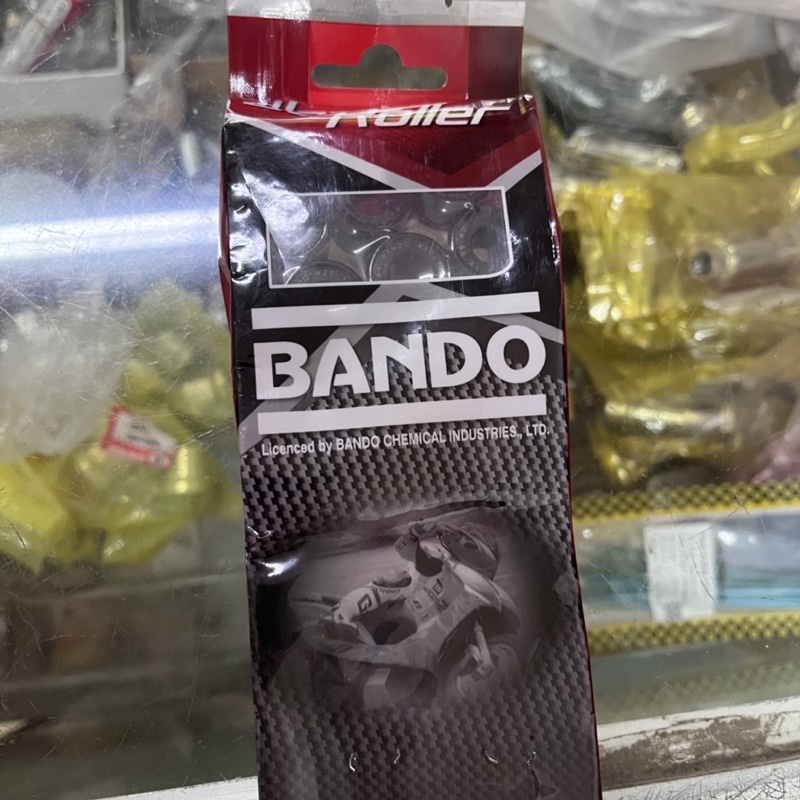 Roller
BANDO
Licenced by BANDO CHEMICAL INDUSTRIES., LTD.